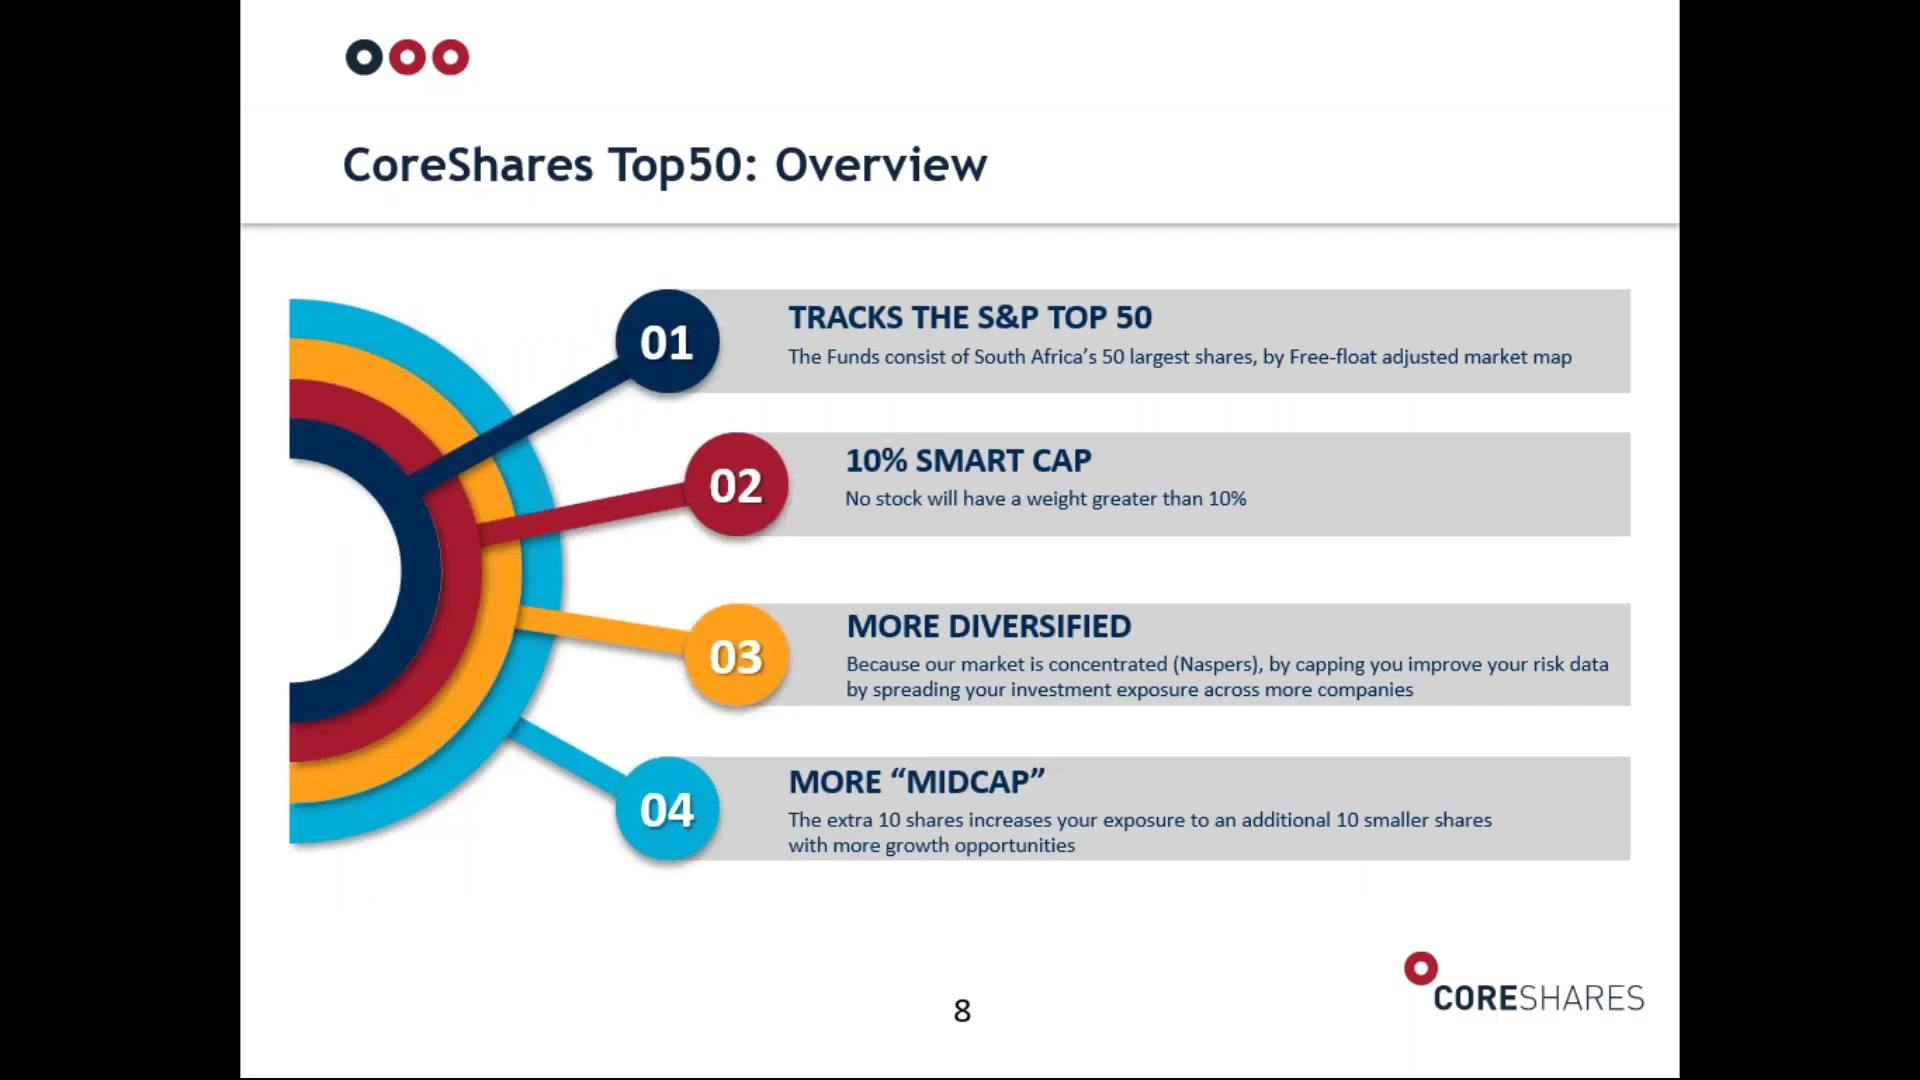 CoreShares Top50: Overview
01
TRACKS THE S&P TOP 50
The Funds consist of South Africa’s 50 largest shares, by Free-float adjusted market map
02
10% SMART CAP
No stock will have a weight greater than 10%
03
MORE DIVERSIFIED
Because our market is concentrated (Naspers), by capping you improve your risk data
by spreading your investment exposure across more companies
04
MORE “MIDCAP”
The extra 10 shares increases your exposure to an additional 10 smaller shares
with more growth opportunities
8
CORESHARES